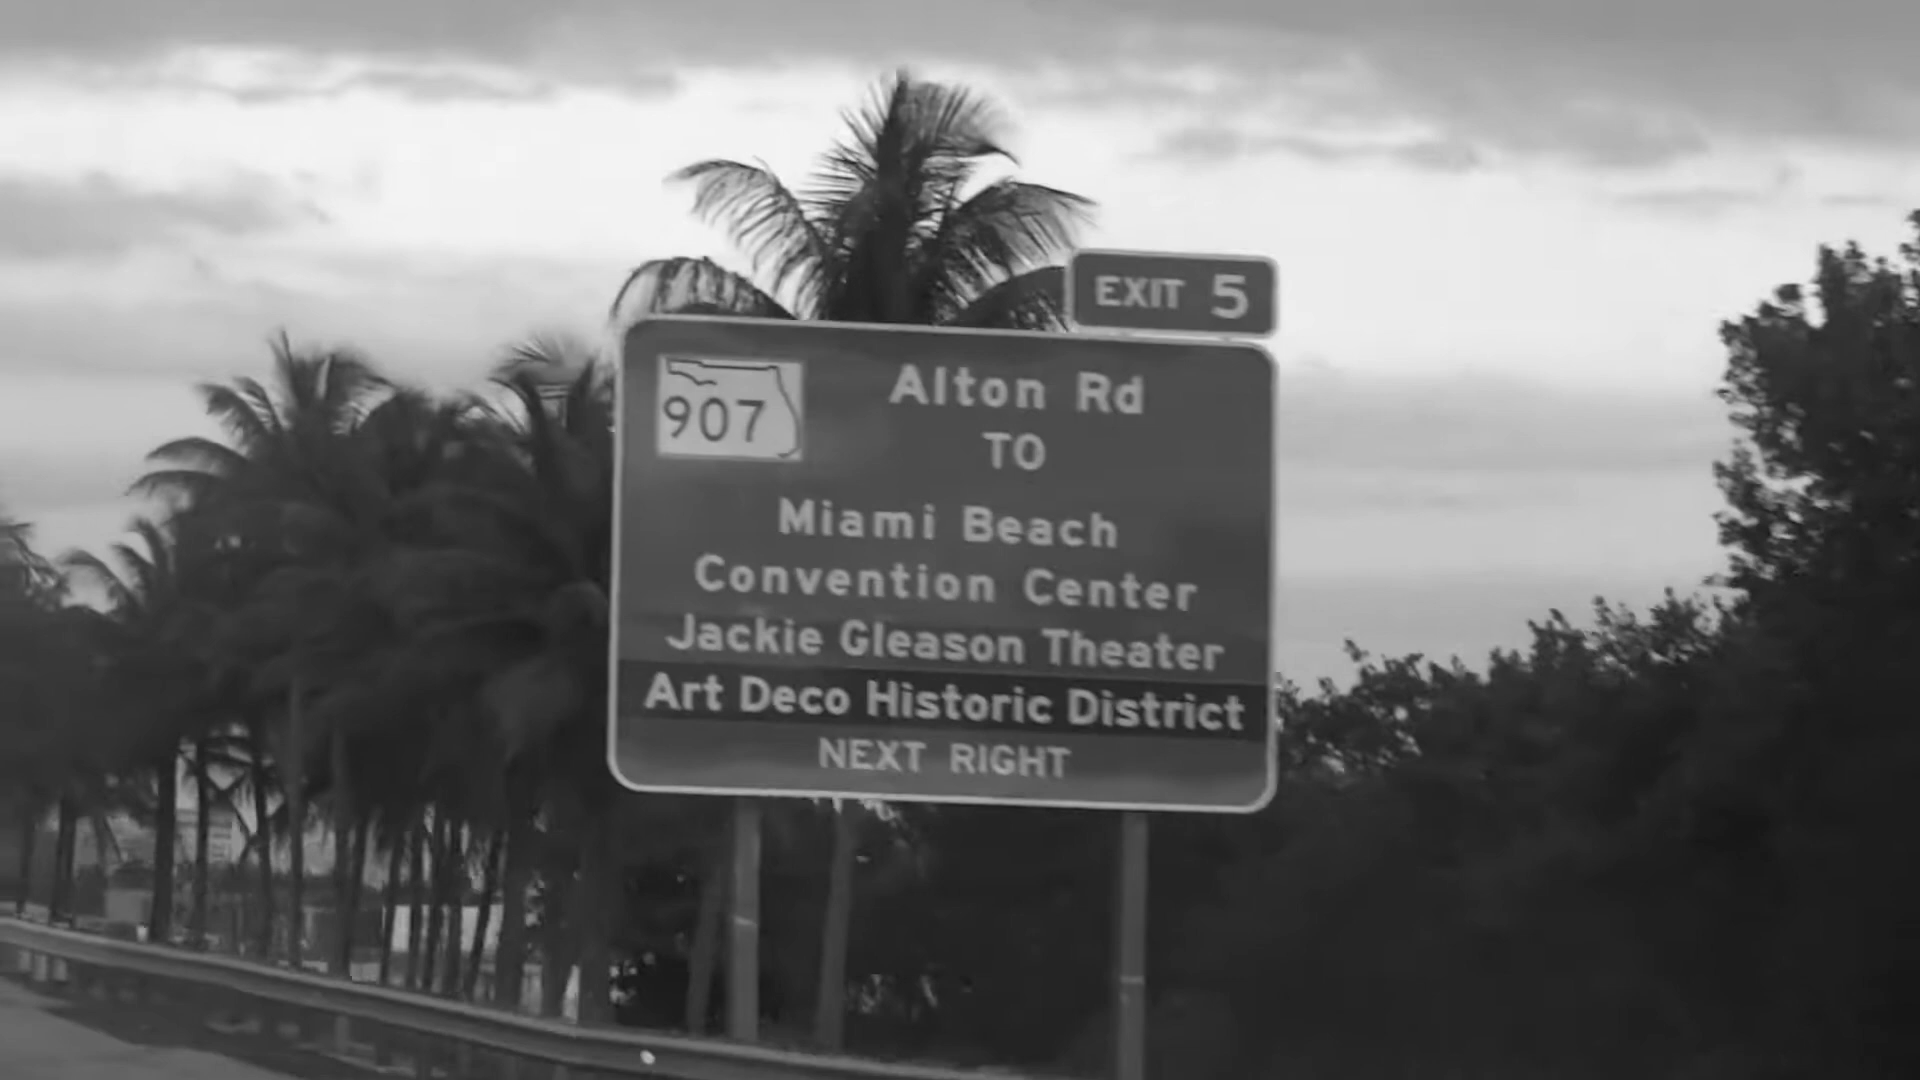 EXIT 5
907
Alton Rd
TO
Miami Beach
Convention Center
Jackie Gleason Theater
Art Deco Historic District
NEXT RIGHT